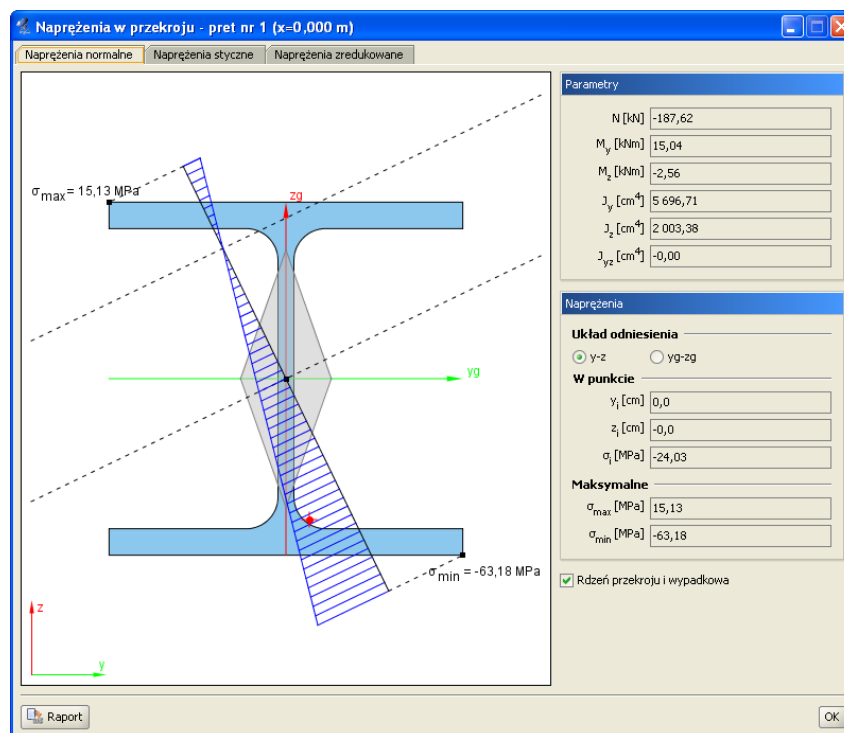 Naprężenia w przekroju - pret nr 1 (x=0,000 m)
Naprężenia normalne Naprężenia styczne Naprężenia zredukowane
σmax = 15,13 MPa
zg
yg
σmin = -63,18 MPa
z
y
Parametry
N [kN] -187,62
My [kNm] 15,04
Mz [kNm] -2,56
Jy [cm⁴] 5 696,71
Jz [cm⁴] 2 003,38
Jyz [cm⁴] -0,00
Naprężenia
Układ odniesienia
y-z yg-zg
W punkcie
yi [cm] 0,0
zi [cm] -0,0
σi [MPa] -24,03
Maksymalne
σmax [MPa] 15,13
σmin [MPa] -63,18
Rdzeń przekroju i wypadkowa
Raport OK